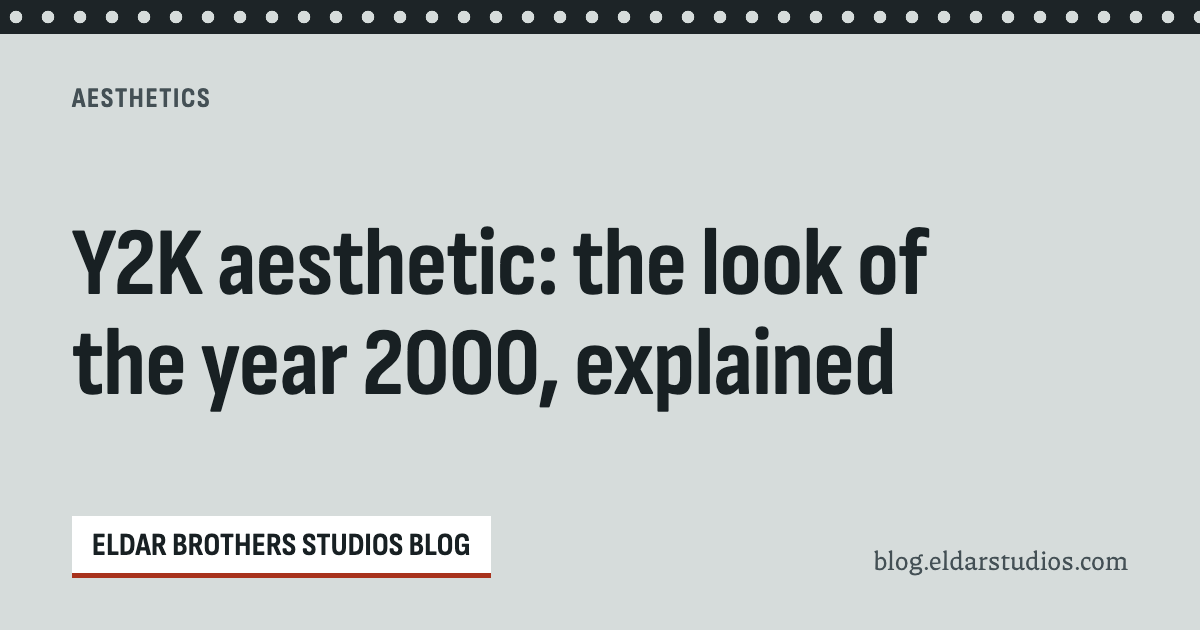 AESTHETICS
Y2K aesthetic: the look of
the year 2000, explained
ELDAR BROTHERS STUDIOS BLOG
blog.eldarstudios.com